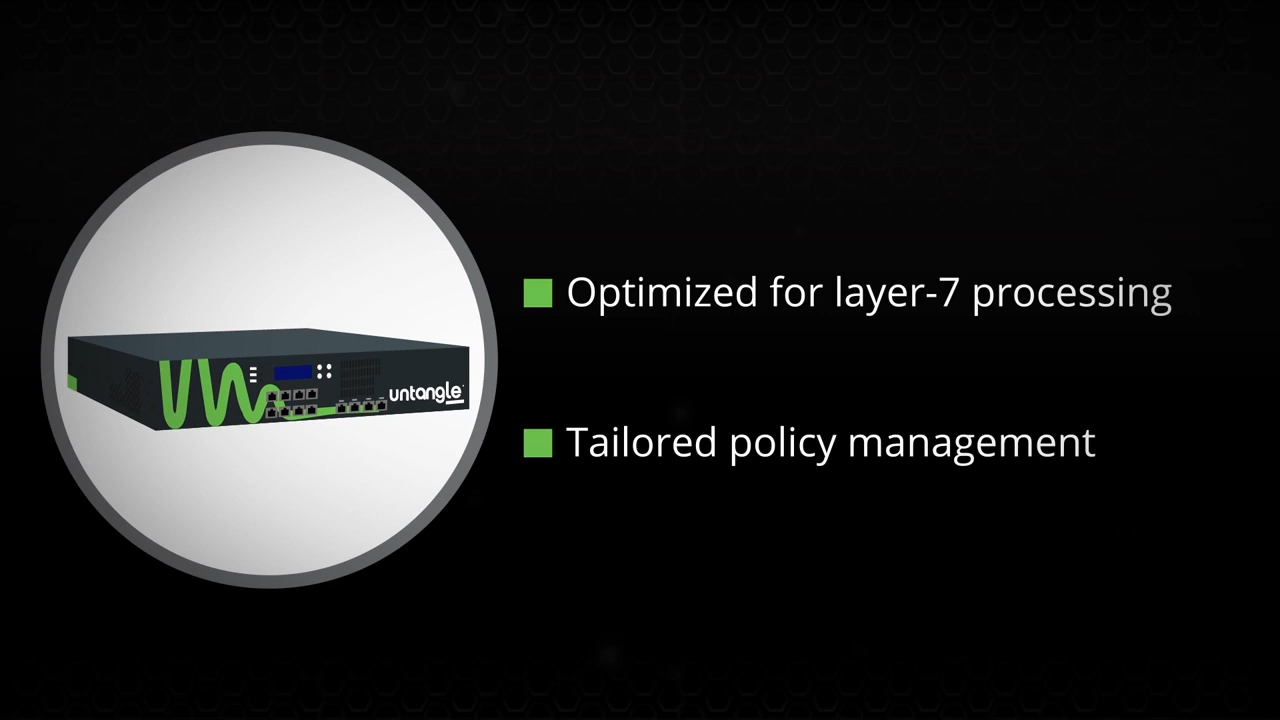 Optimized for layer-7 processing
untangle
Tailored policy management